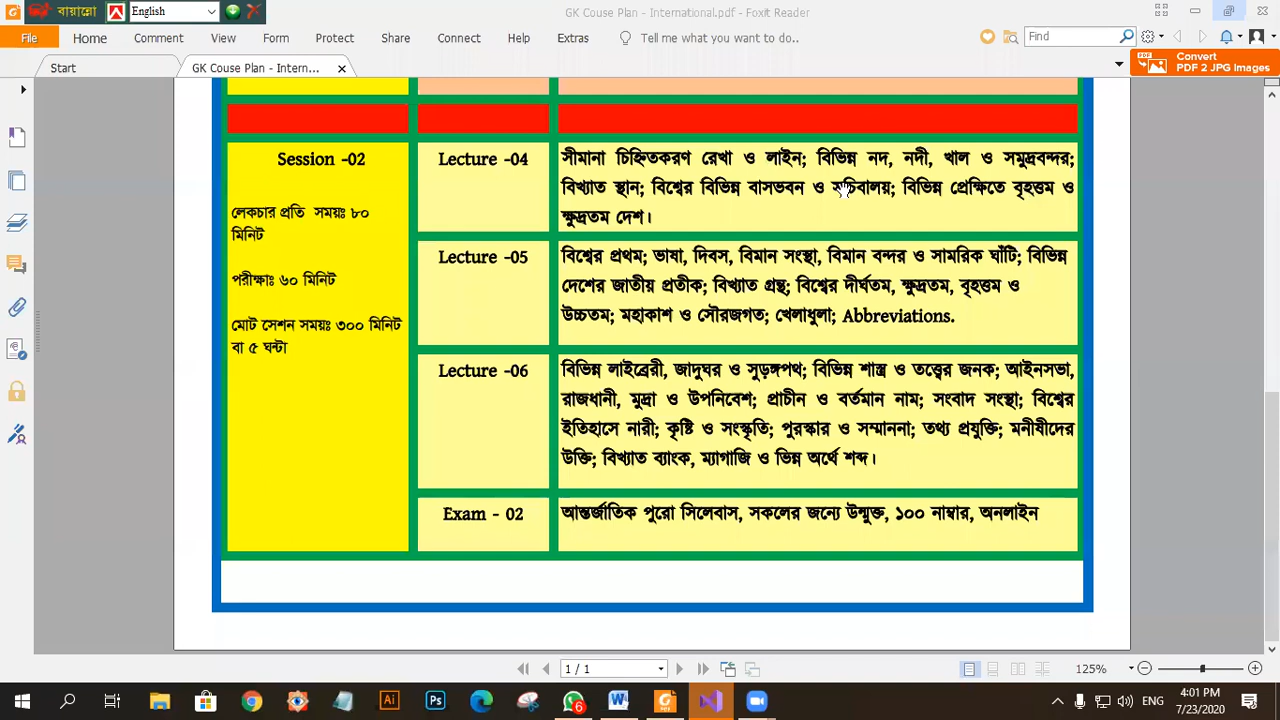 বায়ান্নো
English
GK Couse Plan - International.pdf - Foxit Reader
File Home Comment View Form Protect Share Connect Help Extras Tell me what you want to do.. Find
Start GK Couse Plan - Intern...
Convert
PDF 2 JPG Images
Session -02
লেকচার প্রতি সময়ঃ ৮০
মিনিট
পরীক্ষাঃ ৬০ মিনিট
মোট সেশন সময়ঃ ৩০০ মিনিট
বা ৫ ঘন্টা
Lecture -04
সীমানা চিহ্নিতকরণ রেখা ও লাইন; বিভিন্ন নদ, নদী, খাল ও সমুদ্রবন্দর;
বিখ্যাত স্থান; বিশ্বের বিভিন্ন বাসভবন ও সচিবালয়; বিভিন্ন প্রেক্ষিতে বৃহত্তম ও
ক্ষুদ্রতম দেশ।
Lecture -05
বিশ্বের প্রথম; ভাষা, দিবস, বিমান সংস্থা, বিমান বন্দর ও সামরিক ঘাঁটি; বিভিন্ন
দেশের জাতীয় প্রতীক; বিখ্যাত গ্রন্থ; বিশ্বের দীর্ঘতম, ক্ষুদ্রতম, বৃহত্তম ও
উচ্চতম; মহাকাশ ও সৌরজগত; খেলাধুলা; Abbreviations.
Lecture -06
বিভিন্ন লাইব্রেরী, জাদুঘর ও সুড়ঙ্গপথ; বিভিন্ন শাস্ত্র ও তত্ত্বের জনক; আইনসভা,
রাজধানী, মুদ্রা ও উপনিবেশ; প্রাচীন ও বর্তমান নাম; সংবাদ সংস্থা; বিশ্বের
ইতিহাসে নারী; কৃষ্টি ও সংস্কৃতি; পুরস্কার ও সম্মাননা; তথ্য প্রযুক্তি; মনীষীদের
উক্তি; বিখ্যাত ব্যাংক, ম্যাগাজি ও ভিন্ন অর্থে শব্দ।
Exam - 02
আন্তর্জাতিক পুরো সিলেবাস, সকলের জন্যে উন্মুক্ত, ১০০ নাম্বার, অনলাইন
1 / 1
125%
Ai Ps 6 W
ENG
4:01 PM
7/23/2020